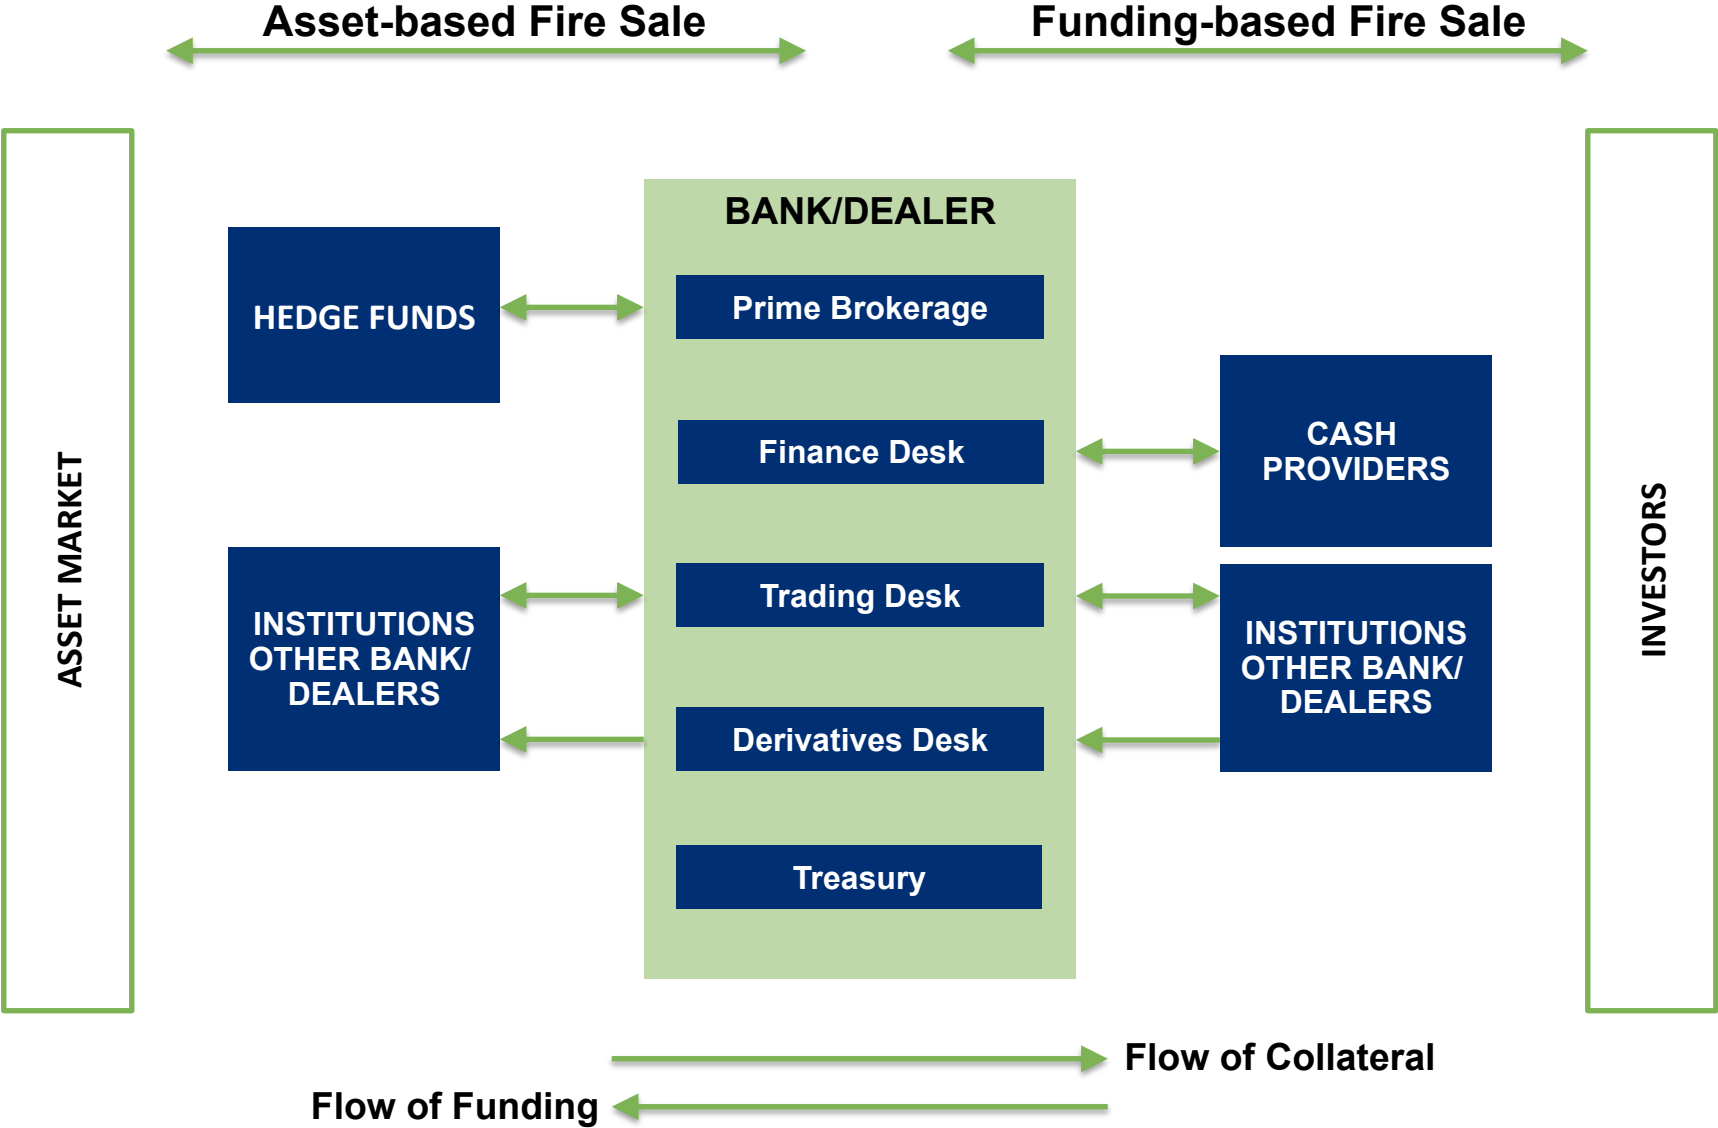 Asset-based Fire Sale
Funding-based Fire Sale
ASSET MARKET
HEDGE FUNDS
INSTITUTIONS
OTHER BANK/
DEALERS
BANK/DEALER
Prime Brokerage
Finance Desk
Trading Desk
Derivatives Desk
Treasury
CASH
PROVIDERS
INSTITUTIONS
OTHER BANK/
DEALERS
INVESTORS
Flow of Collateral
Flow of Funding